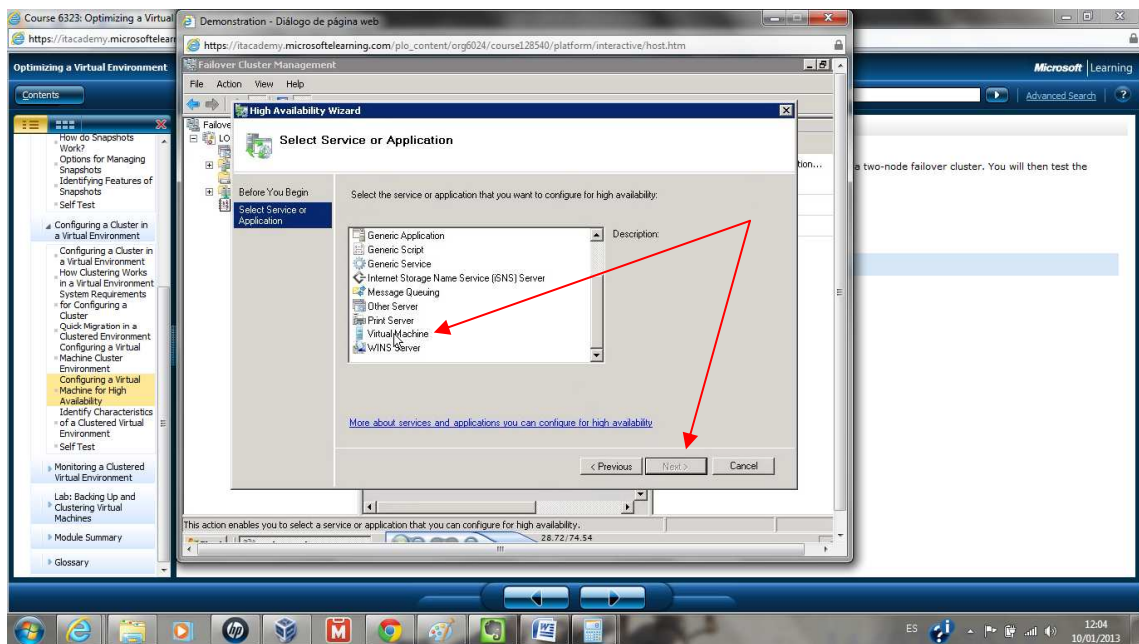 Course 6323: Optimizing a Virtual
Demonstration - Diálogo de página web
https://itacademy.microsoftlearn
https://itacademy.microsoftelearning.com/plo_content/org6024/course128540/platform/interactive/host.htm
Optimizing a Virtual Environment
Microsoft Learning
Contents
Advanced Search
?
How do Snapshots
Work?
Options for Managing
Snapshots
Identifying Features of
Snapshots
Self Test
Configuring a Cluster in
a Virtual Environment
Configuring a Cluster in
a Virtual Environment
How Clustering Works
in a Virtual Environment
System Requirements
for Configuring a
Cluster
Quick Migration in a
Clustered Environment
Configuring a Virtual
Machine Cluster
Environment
Configuring a Virtual
Machine for High
Availability
Identify Characteristics
of a Clustered Virtual
Environment
Self Test
Monitoring a Clustered
Virtual Environment
Lab: Backing Up and
Clustering Virtual
Machines
Module Summary
Glossary
Failover Cluster Management
File Action View Help
Failove
LO
tion...
High Availability Wizard
Select Service or Application
Before You Begin
Select Service or
Application
Select the service or application that you want to configure for high availability:
Generic Application
Generic Script
Generic Service
Internet Storage Name Service (iSNS) Server
Message Queuing
Other Server
Print Server
Virtual Machine
WINS Server
Description:
More about services and applications you can configure for high availability
< Previous
Next >
Cancel
This action enables you to select a service or application that you can configure for high availability.
28.72/74.54
a two-node failover cluster. You will then test the
ES
12:04
10/01/2013